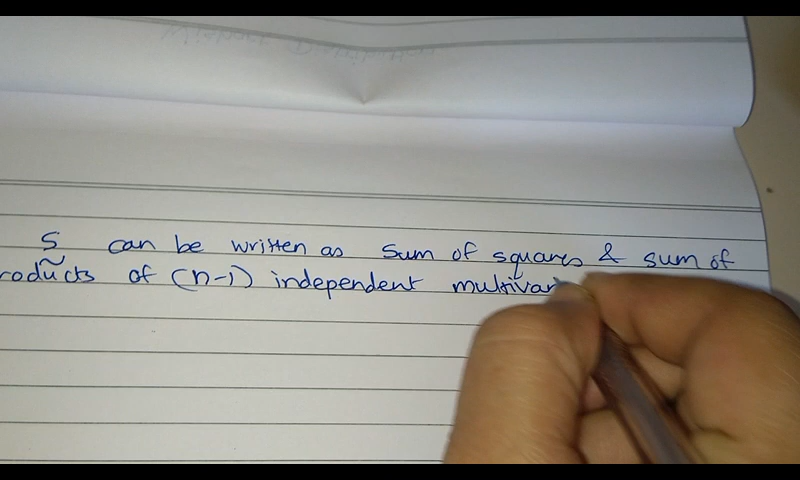 S can be written as sum of squares & sum of
roducts of (n-1) independent multivar